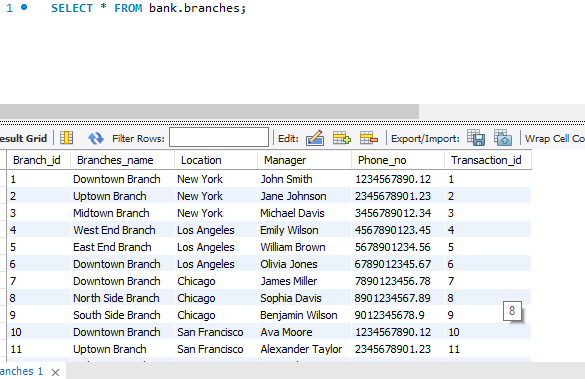 1 SELECT * FROM bank.branches;
esult Grid Filter Rows: Edit: Export/Import: Wrap Cell Co
Branch_id Branches_name Location Manager Phone_no Transaction_id
1 Downtown Branch New York John Smith 1234567890.12 1
2 Uptown Branch New York Jane Johnson 2345678901.23 2
3 Midtown Branch New York Michael Davis 3456789012.34 3
4 West End Branch Los Angeles Emily Wilson 4567890123.45 4
5 East End Branch Los Angeles William Brown 5678901234.56 5
6 Downtown Branch Los Angeles Olivia Jones 6789012345.67 6
7 Downtown Branch Chicago James Miller 7890123456.78 7
8 North Side Branch Chicago Sophia Davis 8901234567.89 8
9 South Side Branch Chicago Benjamin Wilson 9012345678.9 9
8
10 Downtown Branch San Francisco Ava Moore 1234567890.12 10
11 Uptown Branch San Francisco Alexander Taylor 2345678901.23 11
ranches 1